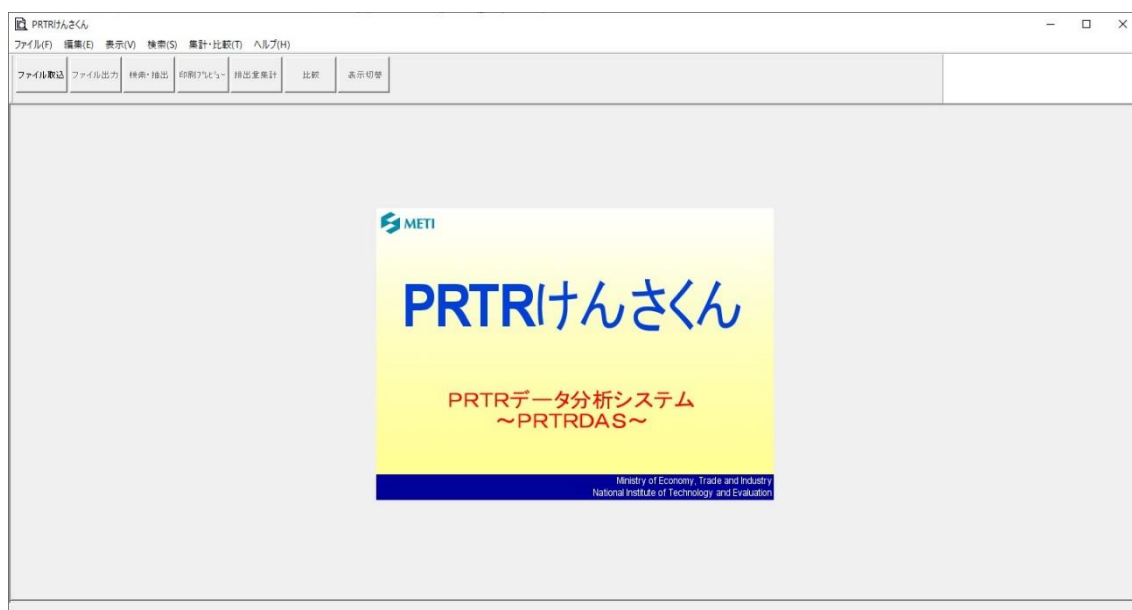 PRTRけんさくん
ファイル(F) 編集(E) 表示(V) 検索(S) 集計・比較(T) ヘルプ(H)
ファイル取込 ファイル出力 検索・抽出 印刷プレビュー 排出量集計 比較 表示切替
METI
PRTRけんさくん
PRTRデータ分析システム
～PRTRDAS～
Ministry of Economy, Trade and Industry
National Institute of Technology and Evaluation